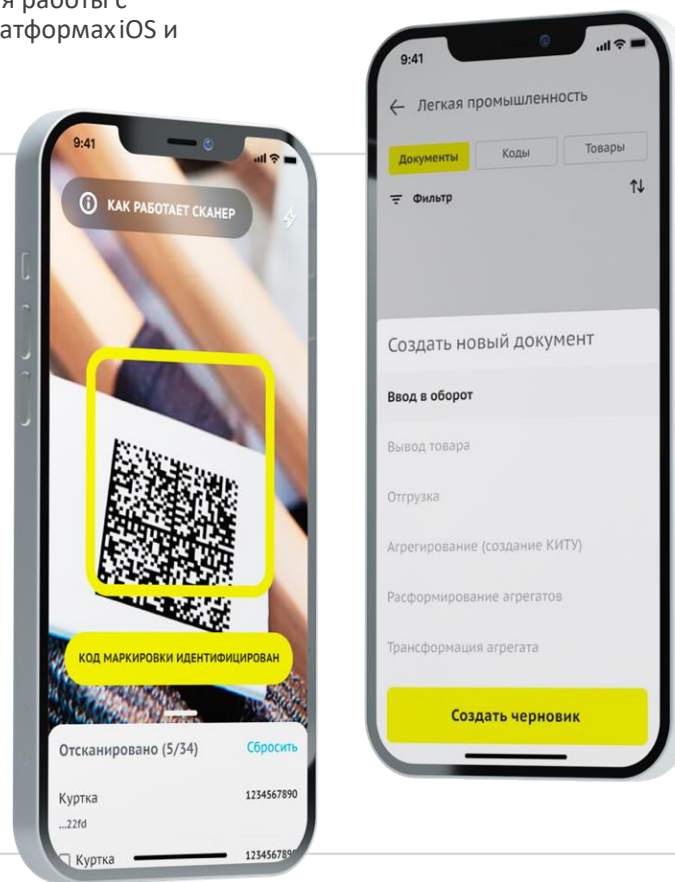 я работы с
атформах iOS и
9:41
КАК РАБОТАЕТ СКАНЕР
КОД МАРКИРОВКИ ИДЕНТИФИЦИРОВАН
Отсканировано (5/34) Сбросить
Куртка 1234567890
...22fd
Куртка 123456789
9:41
Легкая промышленность
Документы Коды Товары
Фильтр
Создать новый документ
Ввод в оборот
Вывод товара
Отгрузка
Агрегирование (создание КИТУ)
Расформирование агрегатов
Трансформация агрегата
Создать черновик